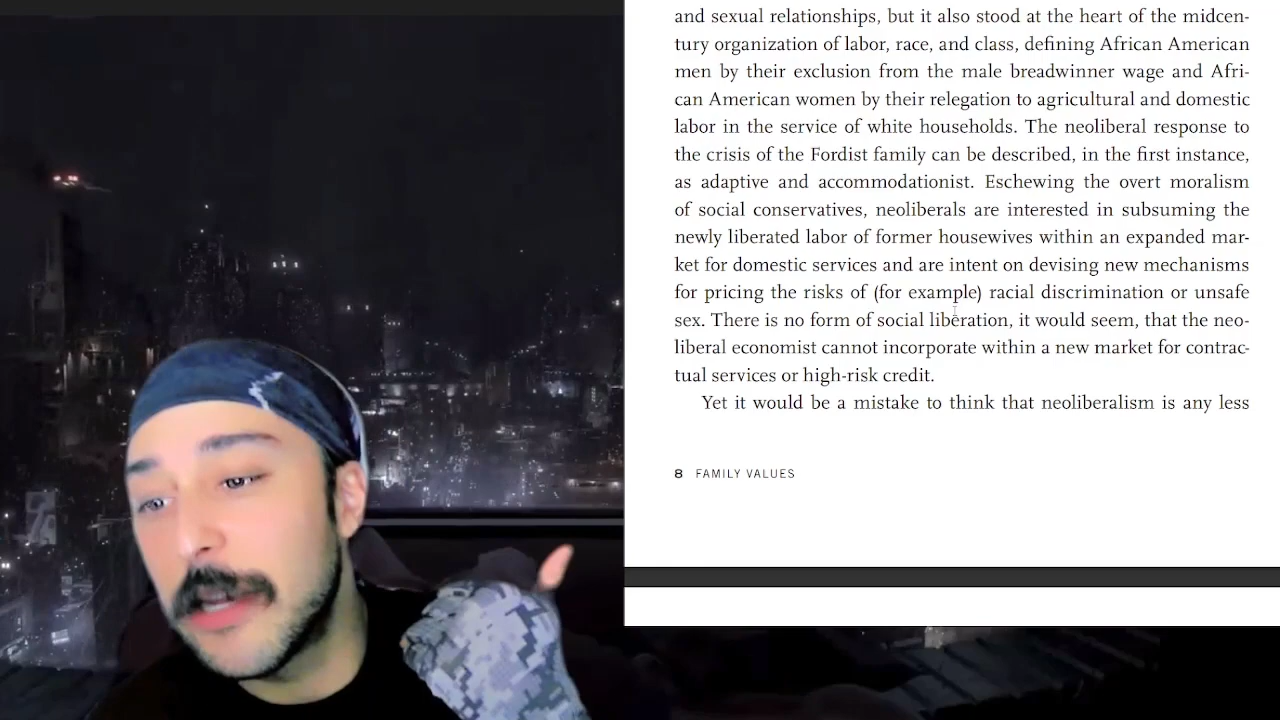 and sexual relationships, but it also stood at the heart of the midcen-
tury organization of labor, race, and class, defining African American
men by their exclusion from the male breadwinner wage and Afri-
can American women by their relegation to agricultural and domestic
labor in the service of white households. The neoliberal response to
the crisis of the Fordist family can be described, in the first instance,
as adaptive and accommodationist. Eschewing the overt moralism
of social conservatives, neoliberals are interested in subsuming the
newly liberated labor of former housewives within an expanded mar-
ket for domestic services and are intent on devising new mechanisms
for pricing the risks of (for example) racial discrimination or unsafe
sex. There is no form of social liberation, it would seem, that the neo-
liberal economist cannot incorporate within a new market for contrac-
tual services or high-risk credit.
Yet it would be a mistake to think that neoliberalism is any less
8 FAMILY VALUES